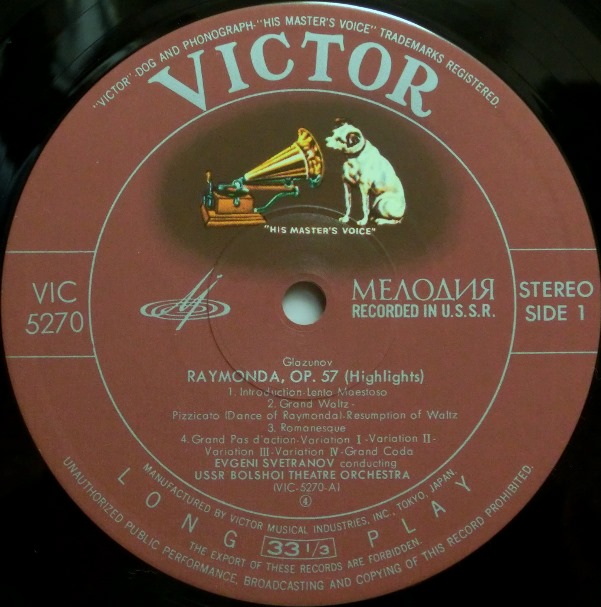 "VICTOR"·DOG AND PHONOGRAPH-"HIS MASTER'S VOICE" TRADEMARKS REGISTERED.
VICTOR
"HIS MASTER'S VOICE"
VIC
5270
МЕЛОДИЯ
RECORDED IN U.S.S.R.
STEREO
SIDE 1
Glazunov
RAYMONDA, OP. 57 (Highlights)
1. Introduction-Lento Maestoso
2. Grand Waltz -
Pizzicato (Dance of Raymonda)-Resumption of Waltz
3. Romanesque
4. Grand Pas d'action-Variation I-Variation II-
Variation III-Variation IV-Grand Coda
EVGENI SVETRANOV conducting
USSR BOLSHOI THEATRE ORCHESTRA
(VIC-5270-A)
④
MANUFACTURED BY VICTOR MUSICAL INDUSTRIES, INC., TOKYO, JAPAN.
LONG PLAY
33 1/3
THE EXPORT OF THESE RECORDS ARE FORBIDDEN.
UNAUTHORIZED PUBLIC PERFORMANCE, BROADCASTING AND COPYING OF THIS RECORD PROHIBITED.